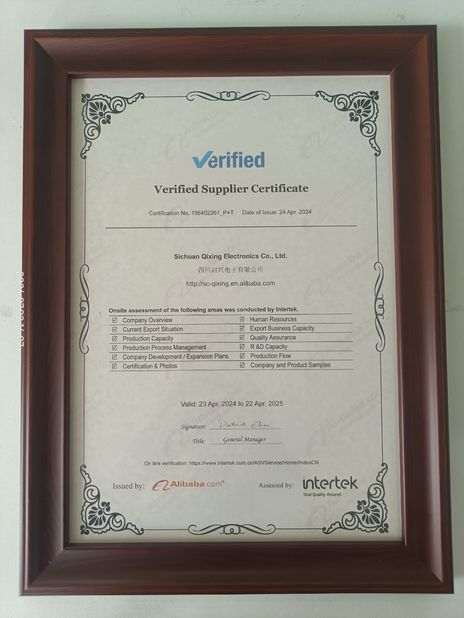 Verified
Verified Supplier Certificate
Certification No. 156402261_P+T Date of Issue: 24 Apr. 2024
Sichuan Qixing Electronics Co., Ltd.
四川启兴电子有限公司
http://sc-qixing.en.alibaba.com
Onsite assessment of the following areas was conducted by Intertek.
☑ Company Overview ☑ Human Resources
☑ Current Export Situation ☑ Export Business Capacity
☑ Production Capacity ☑ Quality Assurance
☑ Production Process Management ☑ R &D Capacity
☑ Company Development / Expansion Plans ☑ Production Flow
☑ Certification & Photos ☑ Company and Product Samples
Valid: 23 Apr. 2024 to 22 Apr. 2025
Signature:
Title: General Manager
On line verification: https://www.intertek.com.cn/ASVService/Home/IndexCN
Issued by: Alibaba.com Assessed by: intertek
Total Quality. Assured.